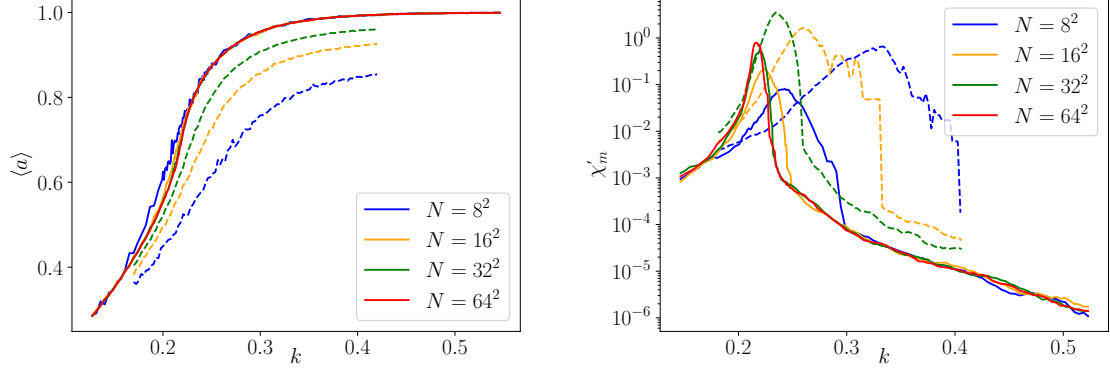 1.0
0.8
0.6
0.4
⟨a⟩
0.2
0.3
0.4
0.5
k
N = 8²
N = 16²
N = 32²
N = 64²
10⁰
10⁻¹
10⁻²
10⁻³
10⁻⁴
10⁻⁵
10⁻⁶
χ′ₘ
0.2
0.3
0.4
0.5
k
N = 8²
N = 16²
N = 32²
N = 64²